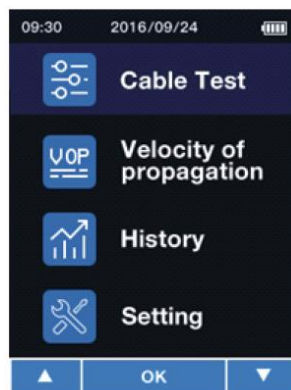 09:30 2016/09/24
Cable Test
VOP
Velocity of
propagation
History
Setting
OK